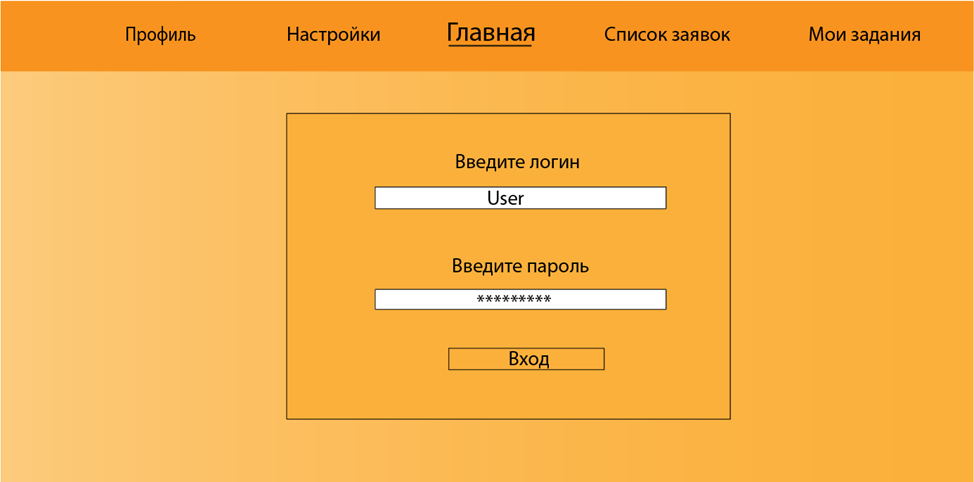 Профиль Настройки Главная Список заявок Мои задания
Введите логин
User
Введите пароль
*********
Вход